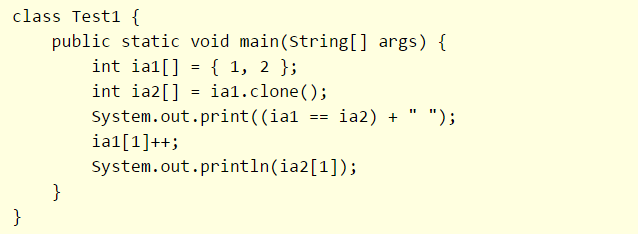 class Test1 {
    public static void main(String[] args) {
        int ia1[] = { 1, 2 };
        int ia2[] = ia1.clone();
        System.out.print((ia1 == ia2) + " ");
        ia1[1]++;
        System.out.println(ia2[1]);
    }
}